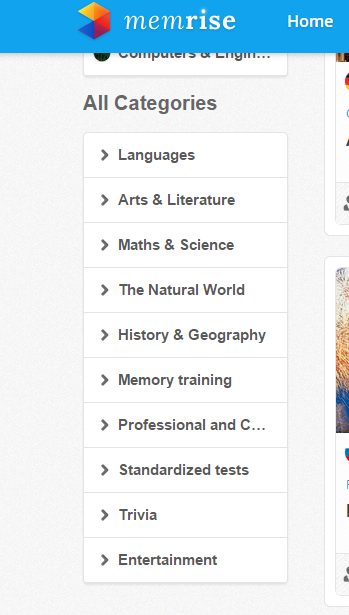 memrise
Home
Computers & Engin...
All Categories
Languages
Arts & Literature
Maths & Science
The Natural World
History & Geography
Memory training
Professional and C...
Standardized tests
Trivia
Entertainment